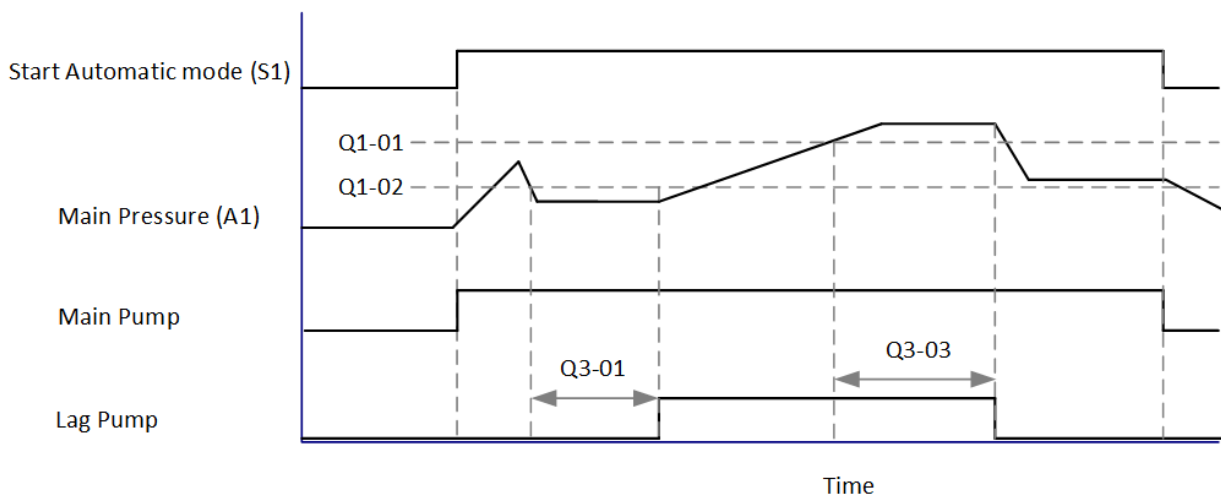 Start Automatic mode (S1)
Q1-01
Q1-02
Main Pressure (A1)
Main Pump
Q3-03
Q3-01
Lag Pump
Time